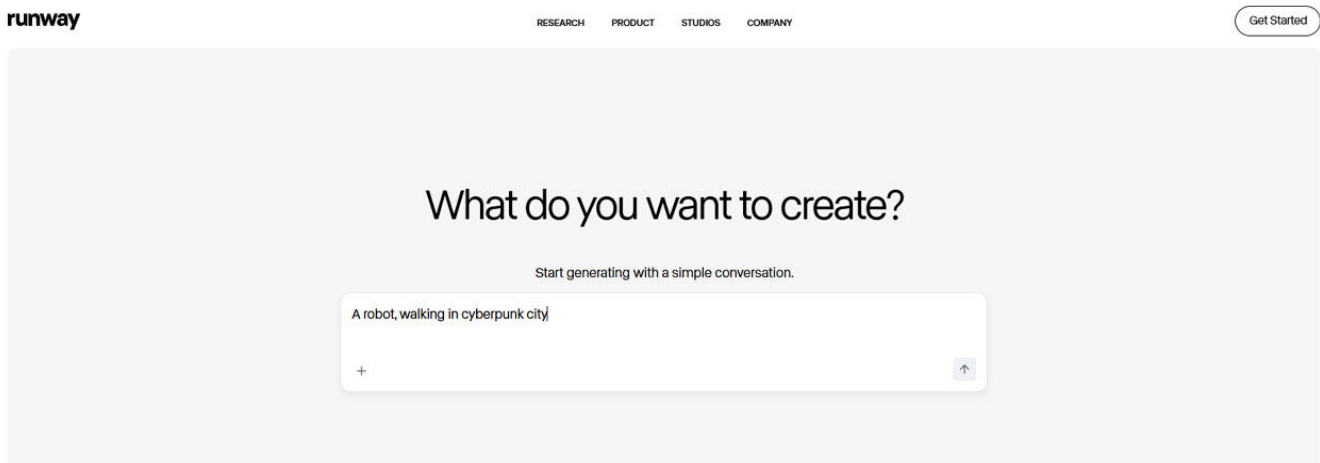 runway
RESEARCH PRODUCT STUDIOS COMPANY
Get Started
What do you want to create?
Start generating with a simple conversation.
A robot, walking in cyberpunk city